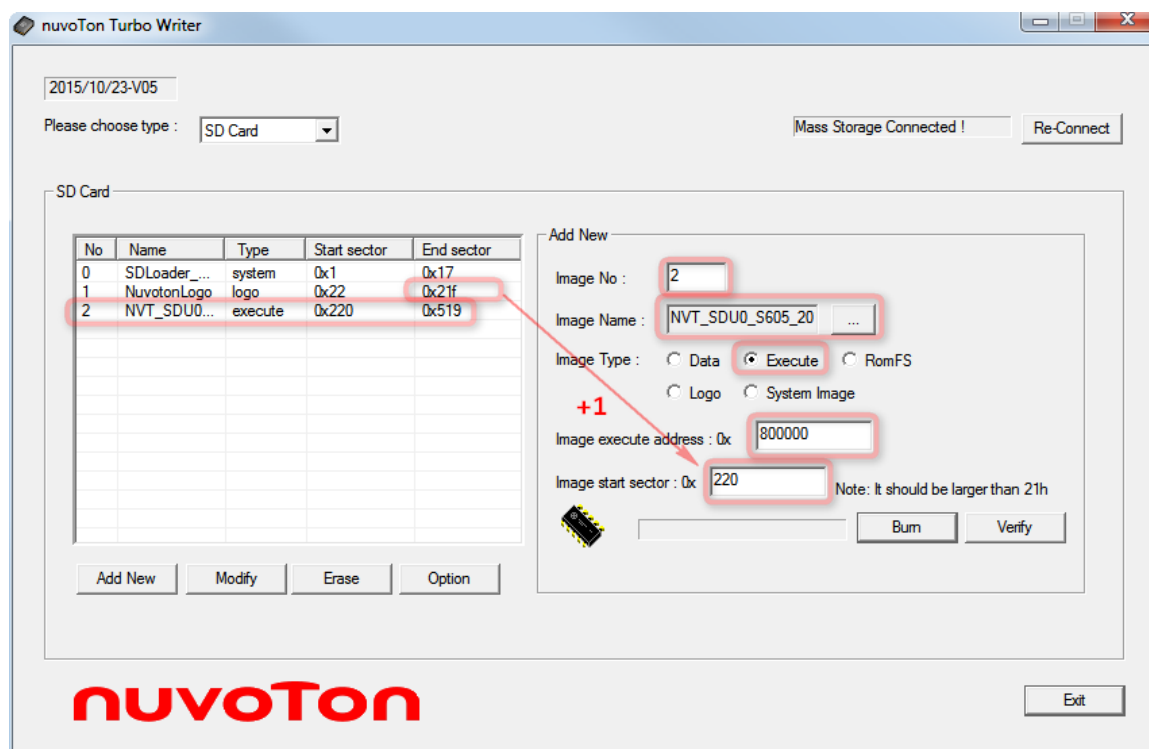 nuvoTon Turbo Writer
2015/10/23-V05
Please choose type :
SD Card
Mass Storage Connected !
Re-Connect
SD Card
No Name Type Start sector End sector
0 SDLoader_... system 0x1 0x17
1 NuvotonLogo logo 0x22 0x21f
2 NVT_SDU0... execute 0x220 0x519
Add New
Modify
Erase
Option
Add New
Image No : 2
Image Name : NVT_SDU0_S605_20 ...
Image Type : Data Execute RomFS
Logo System Image
+1
Image execute address : 0x 800000
Image start sector : 0x 220 Note: It should be larger than 21h
Burn
Verify
nuvoTon
Exit